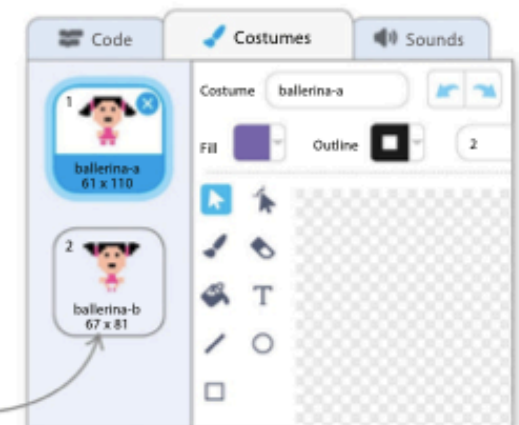 Code
Costumes
Sounds
1
ballerina-a
61 x 110
2
ballerina-b
67 x 81
Costume
ballerina-a
Fill
Outline
2
T